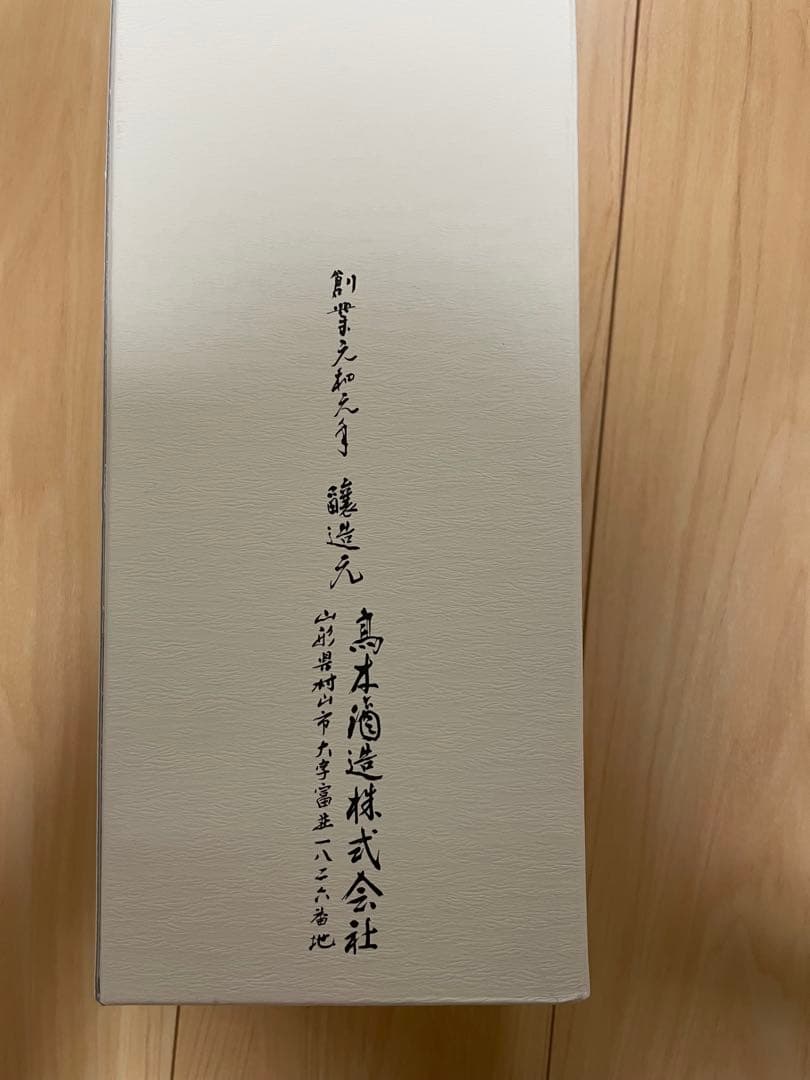 創業元和元年 醸造元
高木酒造株式会社
山形県村山市大字富並一八二六番地